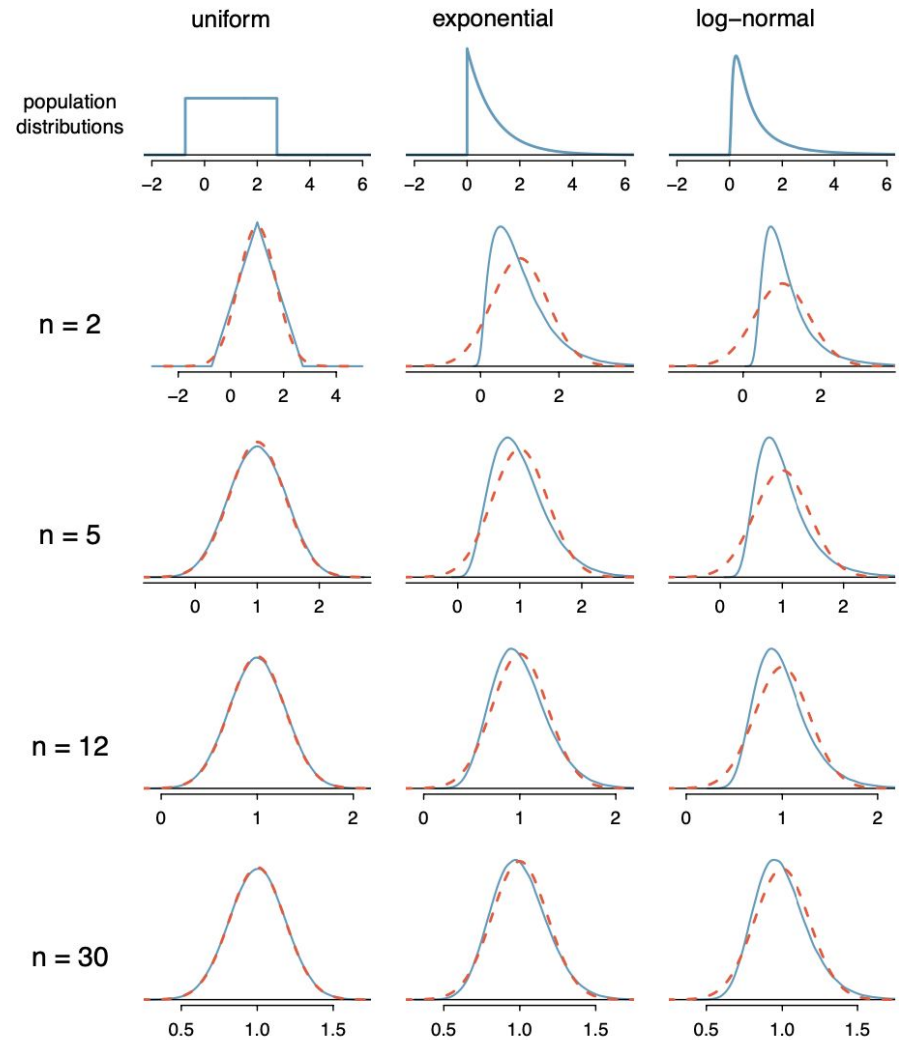 uniform exponential log−normal
population
distributions
−2 0 2 4 6 −2 0 2 4 6 −2 0 2 4 6
n = 2
−2 0 2 4 0 2 0 2
n = 5
0 1 2 0 1 2 0 1 2
n = 12
0 1 2 0 1 2 0 1 2
n = 30
0.5 1.0 1.5 0.5 1.0 1.5 0.5 1.0 1.5